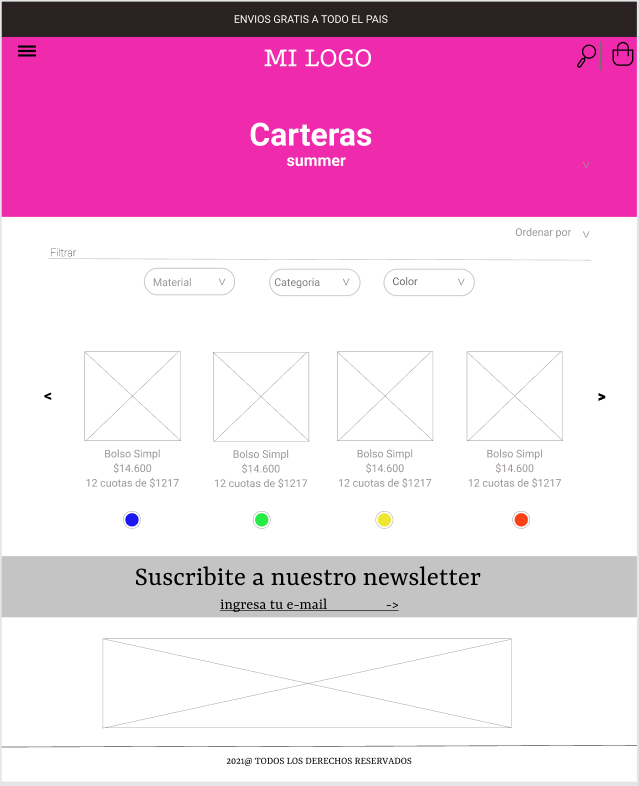 ENVIOS GRATIS A TODO EL PAIS
MI LOGO
Carteras
summer
V
Ordenar por V
Filtrar
Material V
Categoria V
Color V
<
>
Bolso Simpl
$14.600
12 cuotas de $1217
Bolso Simpl
$14.600
12 cuotas de $1217
Bolso Simpl
$14.600
12 cuotas de $1217
Bolso Simpl
$14.600
12 cuotas de $1217
Suscribite a nuestro newsletter
ingresa tu e-mail ->
2021@ TODOS LOS DERECHOS RESERVADOS